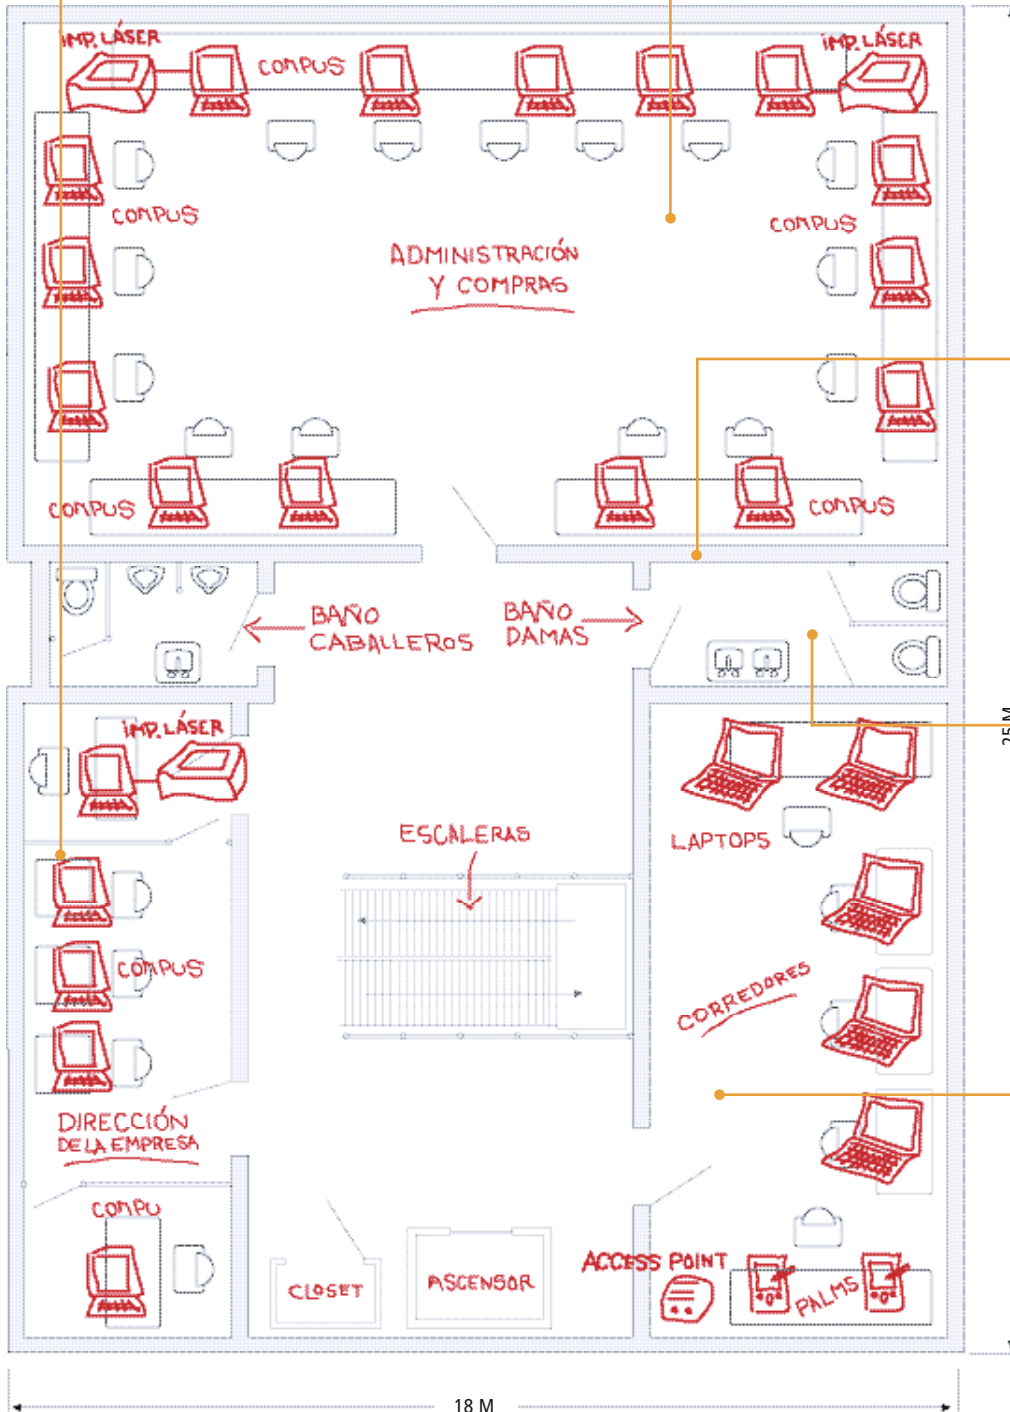 IMP. LÁSER
IMP. LÁSER
COMPUS
COMPUS
COMPUS
ADMINISTRACIÓN
Y COMPRAS
COMPUS
COMPUS
BAÑO
CABALLEROS
BAÑO
DAMAS
IMP. LÁSER
25 M
ESCALERAS
LAPTOPS
COMPUS
CORREDORES
DIRECCIÓN
DE LA EMPRESA
COMPU
CLOSET
ASCENSOR
ACCESS POINT
PALMS
18 M